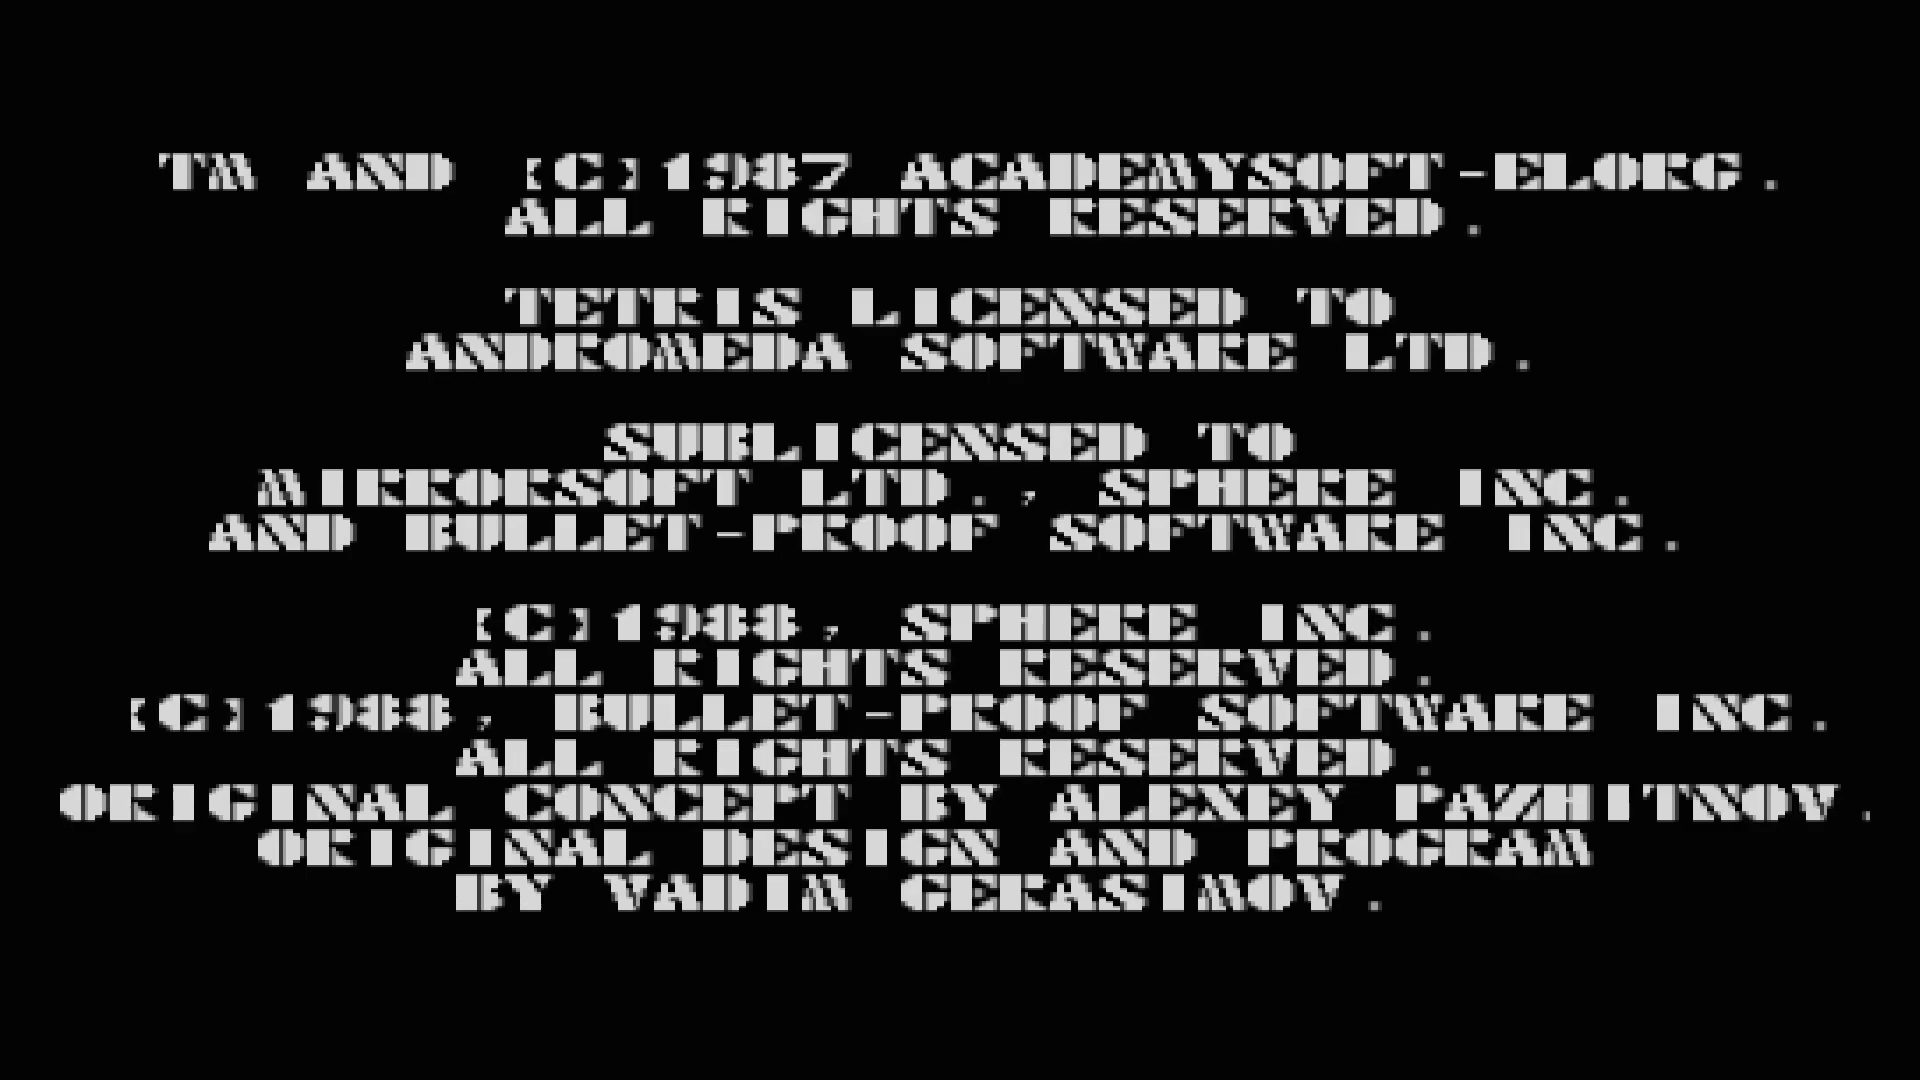 TM AND (C)1987 ACADEMYSOFT-ELORG.
ALL RIGHTS RESERVED.
TETRIS LICENSED TO
ANDROMEDA SOFTWARE LTD.
SUBLICENSED TO
MIRRORSOFT LTD., SPHERE INC.
AND BULLET-PROOF SOFTWARE INC.
(C)1988, SPHERE INC.
ALL RIGHTS RESERVED.
(C)1988, BULLET-PROOF SOFTWARE INC.
ALL RIGHTS RESERVED.
ORIGINAL CONCEPT BY ALEXEY PAZHITNOV.
ORIGINAL DESIGN AND PROGRAM
BY VADIM GERASIMOV.